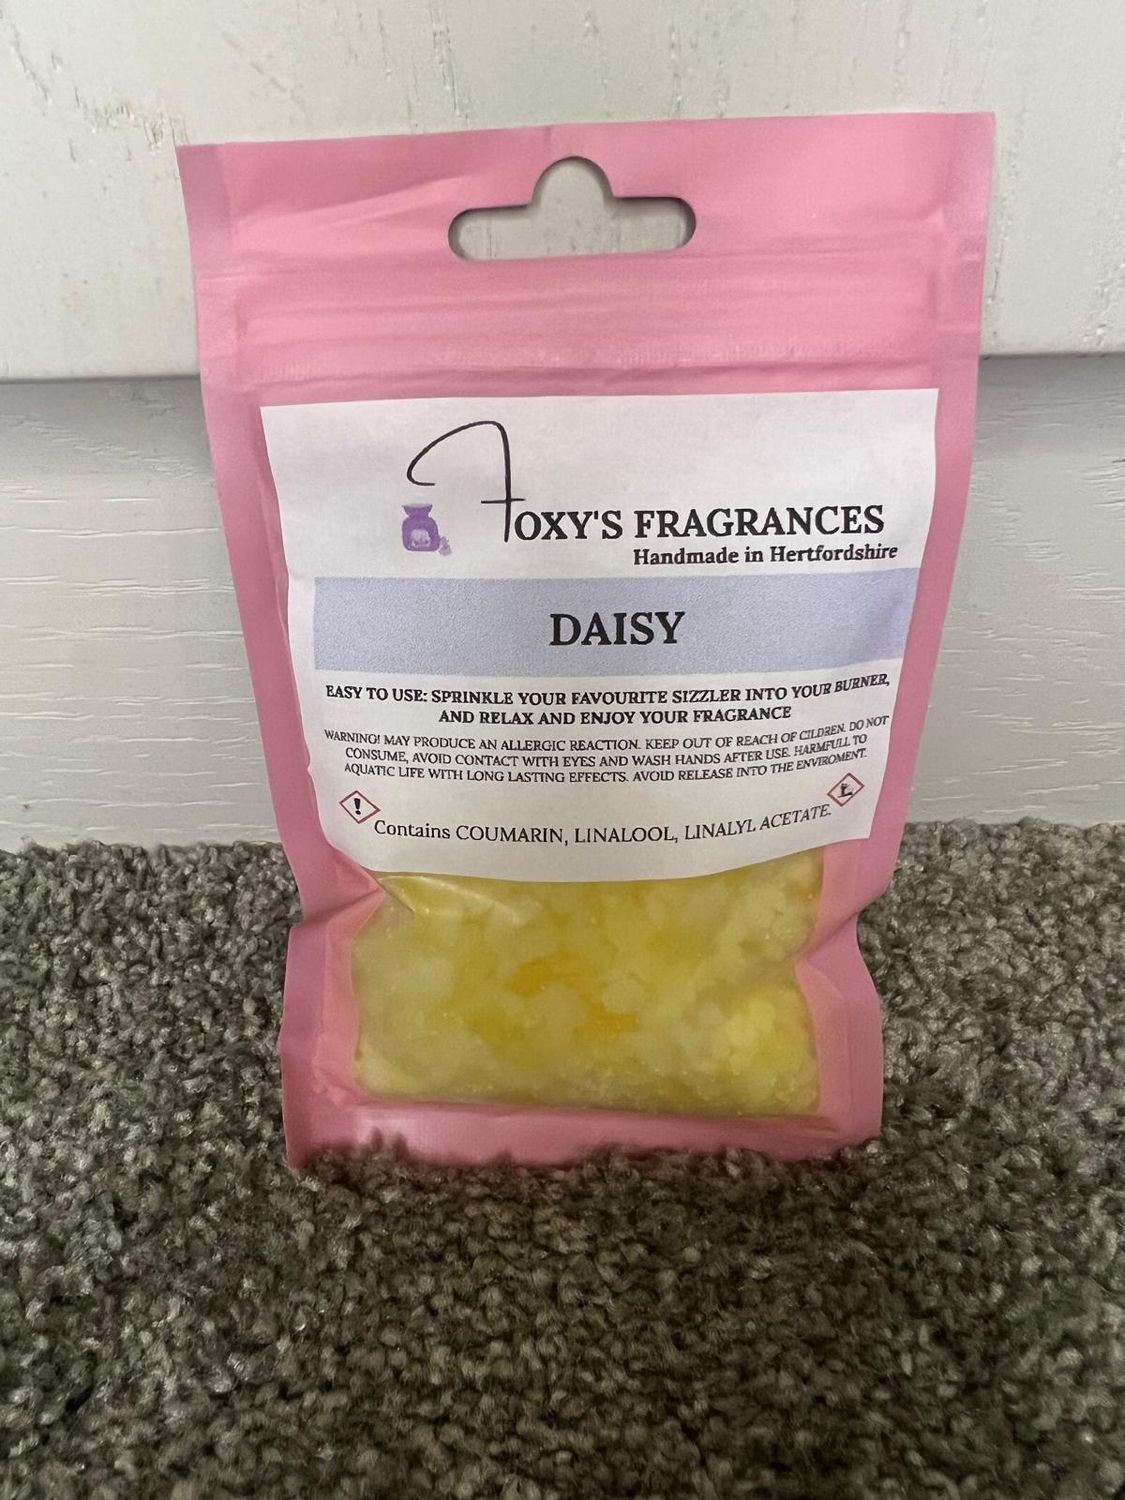 FOXY'S FRAGRANCES
Handmade in Hertfordshire
DAISY
EASY TO USE: SPRINKLE YOUR FAVOURITE SIZZLER INTO YOUR BURNER,
AND RELAX AND ENJOY YOUR FRAGRANCE
WARNING! MAY PRODUCE AN ALLERGIC REACTION. KEEP OUT OF REACH OF CILDREN. DO NOT
CONSUME, AVOID CONTACT WITH EYES AND WASH HANDS AFTER USE. HARMFULL TO
AQUATIC LIFE WITH LONG LASTING EFFECTS. AVOID RELEASE INTO THE ENVIROMENT.
Contains COUMARIN, LINALOOL, LINALYL ACETATE.